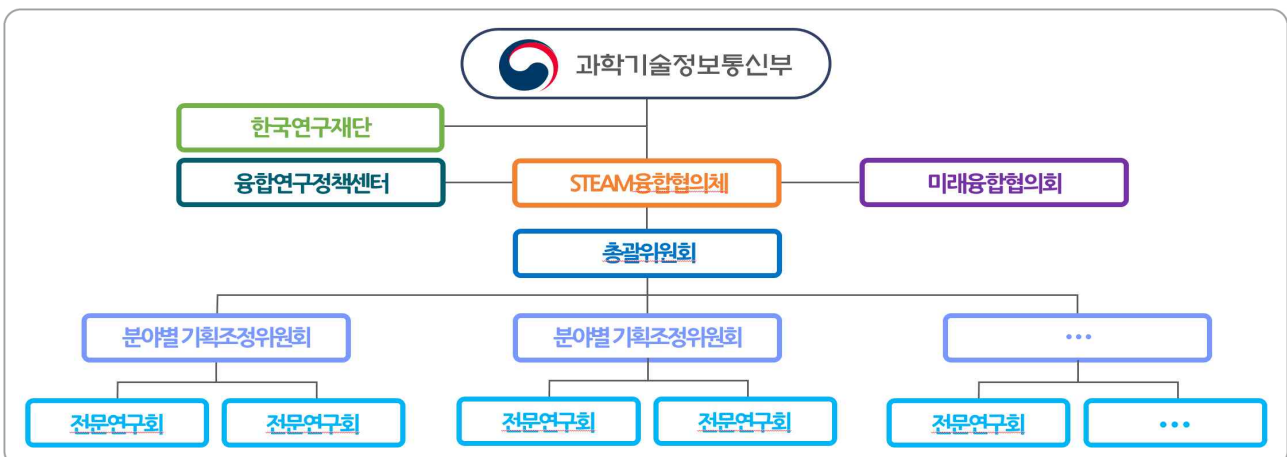 과학기술정보통신부
한국연구재단
융합연구정책센터
STEAM융합협의체
미래융합협의회
총괄위원회
분야별 기획조정위원회
분야별 기획조정위원회
•••
전문연구회
전문연구회
전문연구회
전문연구회
전문연구회
•••